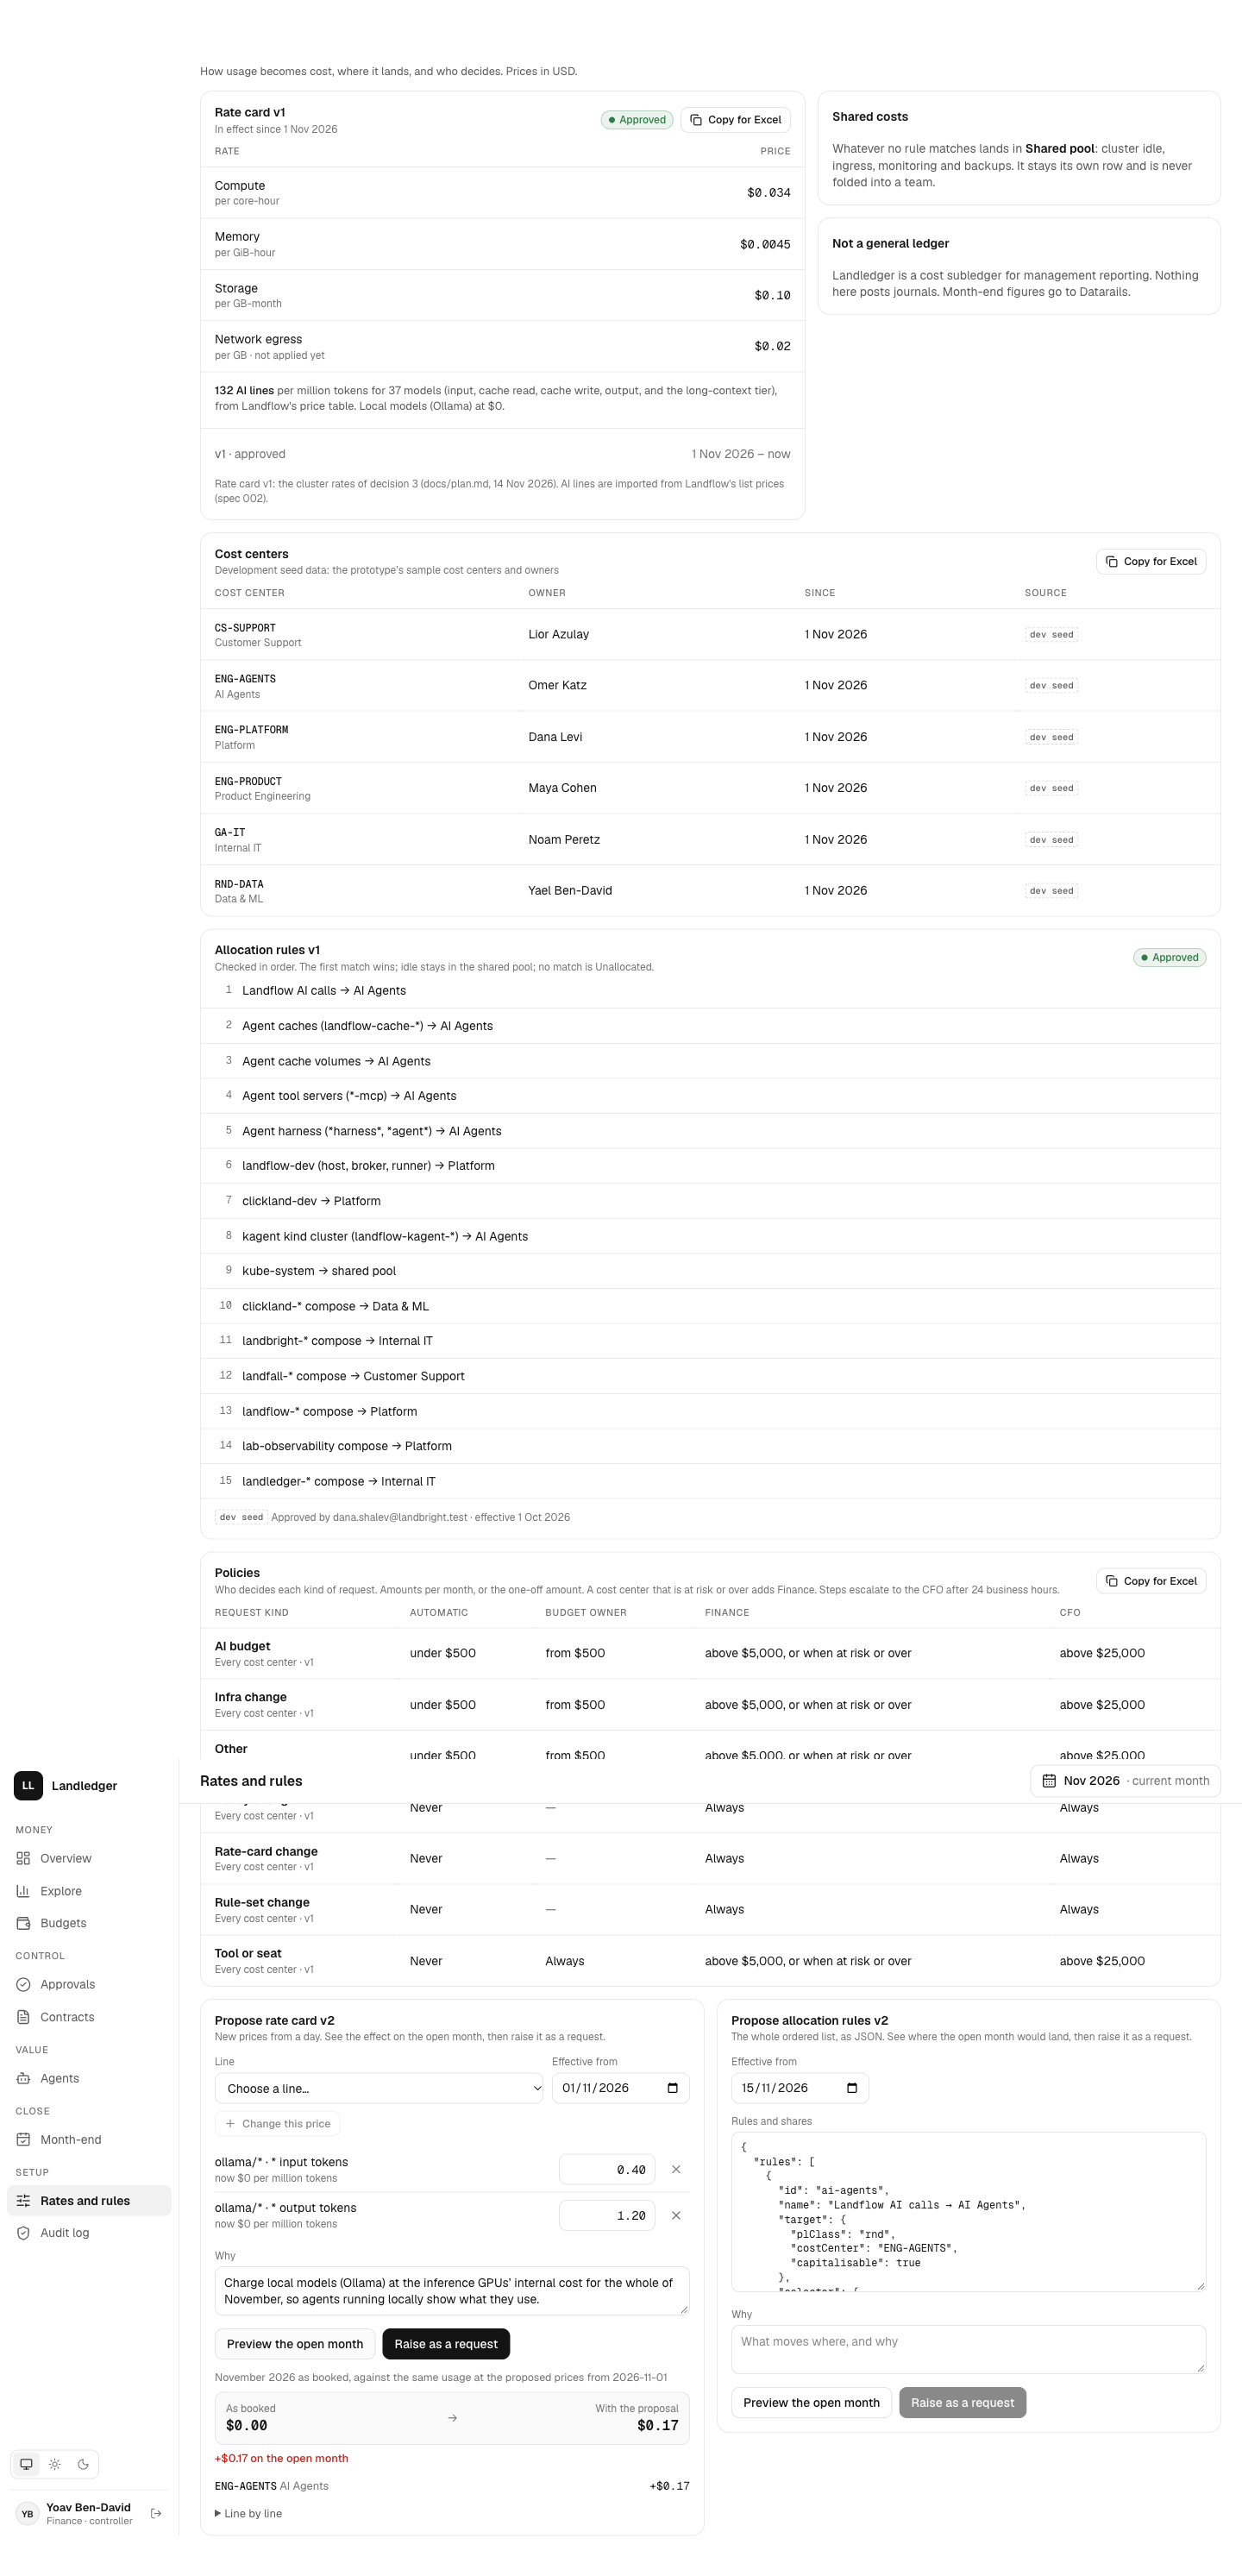 How usage becomes cost, where it lands, and who decides. Prices in USD.
Rate card v1
In effect since 1 Nov 2026
Approved
Copy for Excel
RATE PRICE
Compute
per core-hour
$0.034
Memory
per GiB-hour
$0.0045
Storage
per GB-month
$0.10
Network egress
per GB · not applied yet
$0.02
132 AI lines per million tokens for 37 models (input, cache read, cache write, output, and the long-context tier),
from Landflow's price table. Local models (Ollama) at $0.
v1 · approved 1 Nov 2026 – now
Rate card v1: the cluster rates of decision 3 (docs/plan.md, 14 Nov 2026). AI lines are imported from Landflow's list prices
(spec 002).
Shared costs
Whatever no rule matches lands in Shared pool: cluster idle,
ingress, monitoring and backups. It stays its own row and is never
folded into a team.
Not a general ledger
Landledger is a cost subledger for management reporting. Nothing
here posts journals. Month-end figures go to Datarails.
Cost centers
Development seed data: the prototype's sample cost centers and owners
Copy for Excel
COST CENTER OWNER SINCE SOURCE
CS-SUPPORT
Customer Support
Lior Azulay 1 Nov 2026 dev seed
ENG-AGENTS
AI Agents
Omer Katz 1 Nov 2026 dev seed
ENG-PLATFORM
Platform
Dana Levi 1 Nov 2026 dev seed
ENG-PRODUCT
Product Engineering
Maya Cohen 1 Nov 2026 dev seed
GA-IT
Internal IT
Noam Peretz 1 Nov 2026 dev seed
RND-DATA
Data & ML
Yael Ben-David 1 Nov 2026 dev seed
Allocation rules v1
Checked in order. The first match wins; idle stays in the shared pool; no match is Unallocated.
Approved
1 Landflow AI calls → AI Agents
2 Agent caches (landflow-cache-*) → AI Agents
3 Agent cache volumes → AI Agents
4 Agent tool servers (*-mcp) → AI Agents
5 Agent harness (*harness*, *agent*) → AI Agents
6 landflow-dev (host, broker, runner) → Platform
7 clickland-dev → Platform
8 kagent kind cluster (landflow-kagent-*) → AI Agents
9 kube-system → shared pool
10 clickland-* compose → Data & ML
11 landbright-* compose → Internal IT
12 landfall-* compose → Customer Support
13 landflow-* compose → Platform
14 lab-observability compose → Platform
15 landledger-* compose → Internal IT
dev seed Approved by dana.shalev@landbright.test · effective 1 Oct 2026
Policies
Who decides each kind of request. Amounts per month, or the one-off amount. A cost center that is at risk or over adds Finance. Steps escalate to the CFO after 24 business hours.
Copy for Excel
REQUEST KIND AUTOMATIC BUDGET OWNER FINANCE CFO
AI budget
Every cost center · v1
under $500 from $500 above $5,000, or when at risk or over above $25,000
Infra change
Every cost center · v1
under $500 from $500 above $5,000, or when at risk or over above $25,000
Other
under $500 from $500 above $5,000, or when at risk or over above $25,000
LL Landledger
Rates and rules
Nov 2026 · current month
Every cost center · v1
Never — Always Always
Rate-card change
Every cost center · v1
Never — Always Always
Rule-set change
Every cost center · v1
Never — Always Always
Tool or seat
Every cost center · v1
Never Always above $5,000, or when at risk or over above $25,000
MONEY
Overview
Explore
Budgets
CONTROL
Approvals
Contracts
VALUE
Agents
CLOSE
Month-end
SETUP
Rates and rules
Audit log
YB Yoav Ben-David
Finance · controller
Propose rate card v2
New prices from a day. See the effect on the open month, then raise it as a request.
Line Effective from
Choose a line... 01/11/2026
+ Change this price
ollama/* · * input tokens
now $0 per million tokens
0.40
ollama/* · * output tokens
now $0 per million tokens
1.20
Why
Charge local models (Ollama) at the inference GPUs' internal cost for the whole of
November, so agents running locally show what they use.
Preview the open month Raise as a request
November 2026 as booked, against the same usage at the proposed prices from 2026-11-01
As booked With the proposal
$0.00 → $0.17
+$0.17 on the open month
ENG-AGENTS AI Agents +$0.17
Line by line
Propose allocation rules v2
The whole ordered list, as JSON. See where the open month would land, then raise it as a request.
Effective from
15/11/2026
Rules and shares
{
"rules": [
{
"id": "ai-agents",
"name": "Landflow AI calls → AI Agents",
"target": {
"plClass": "rnd",
"costCenter": "ENG-AGENTS",
"capitalisable": true
},
"selector": {
Why
What moves where, and why
Preview the open month Raise as a request